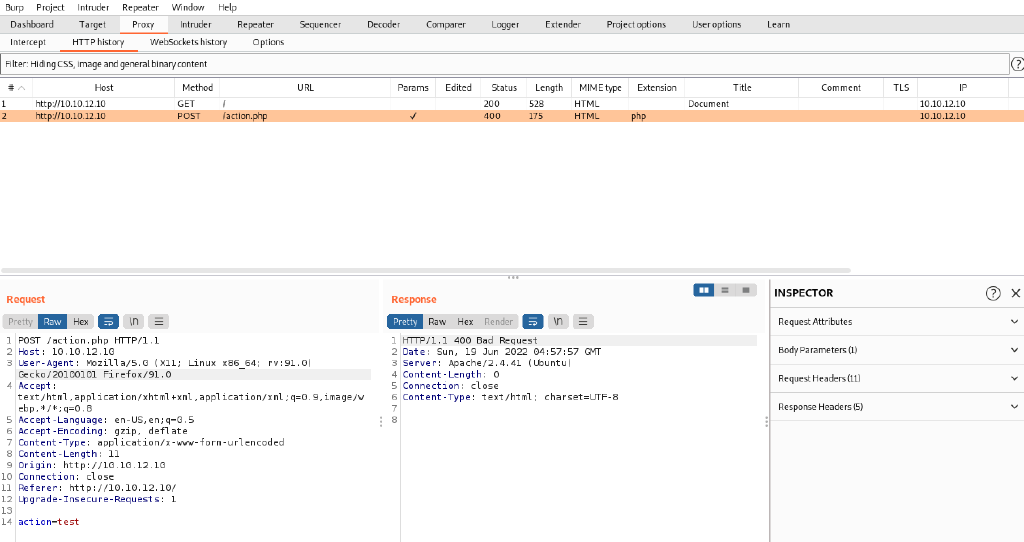 Burp Project Intruder Repeater Window Help
Dashboard Target Proxy Intruder Repeater Sequencer Decoder Comparer Logger Extender Project options User options Learn
Intercept HTTP history WebSockets history Options
Filter: Hiding CSS, image and general binary content
# Host Method URL Params Edited Status Length MIME type Extension Title Comment TLS IP
1 http://10.10.12.10 GET / 200 528 HTML Document 10.10.12.10
2 http://10.10.12.10 POST /action.php ✓ 400 175 HTML php 10.10.12.10
Request
Pretty Raw Hex \n
1 POST /action.php HTTP/1.1
2 Host: 10.10.12.10
3 User-Agent: Mozilla/5.0 (X11; Linux x86_64; rv:91.0)
Gecko/20100101 Firefox/91.0
4 Accept:
text/html,application/xhtml+xml,application/xml;q=0.9,image/w
ebp,*/*;q=0.8
5 Accept-Language: en-US,en;q=0.5
6 Accept-Encoding: gzip, deflate
7 Content-Type: application/x-www-form-urlencoded
8 Content-Length: 11
9 Origin: http://10.10.12.10
10 Connection: close
11 Referer: http://10.10.12.10/
12 Upgrade-Insecure-Requests: 1
13
14 action=test
Response
Pretty Raw Hex Render \n
1 HTTP/1.1 400 Bad Request
2 Date: Sun, 19 Jun 2022 04:57:57 GMT
3 Server: Apache/2.4.41 (Ubuntu)
4 Content-Length: 0
5 Connection: close
6 Content-Type: text/html; charset=UTF-8
7
8
INSPECTOR
Request Attributes
Body Parameters (1)
Request Headers (11)
Response Headers (5)